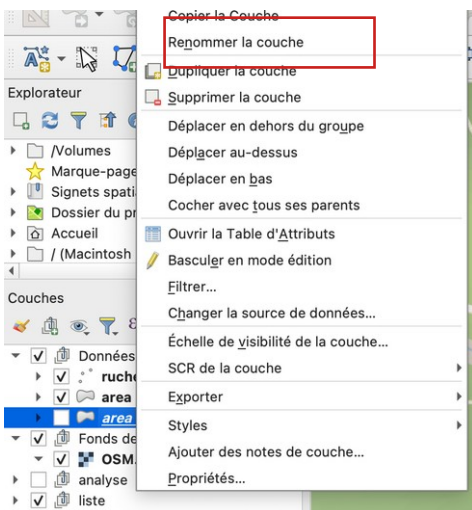 Copier la Couche
Renommer la couche
Dupliquer la couche
Supprimer la couche
Déplacer en dehors du groupe
Déplacer au-dessus
Déplacer en bas
Cocher avec tous ses parents
Ouvrir la Table d'Attributs
Basculer en mode édition
Filtrer...
Changer la source de données...
Échelle de visibilité de la couche...
SCR de la couche
Exporter
Styles
Ajouter des notes de couche...
Propriétés...
Explorateur
/Volumes
Marque-page
Signets spati
Dossier du pr
Accueil
/ (Macintosh
Couches
Données
ruche
area
area
Fonds de
OSM
analyse
liste